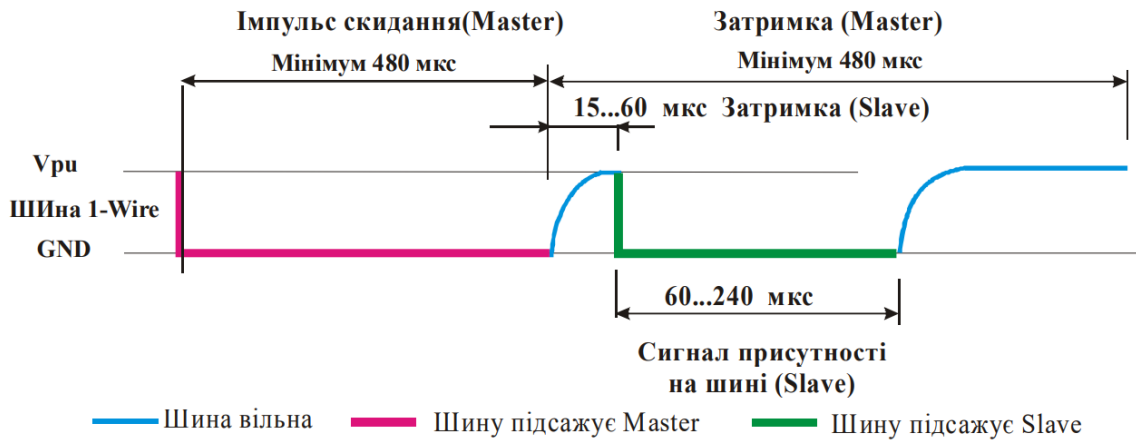 Імпульс скидання(Master)
Затримка (Master)
Мінімум 480 мкс
Мінімум 480 мкс
15...60 мкс Затримка (Slave)
Vpu
ШИна 1-Wire
GND
60...240 мкс
Сигнал присутності
на шині (Slave)
Шина вільна
Шину підсажує Master
Шину підсажує Slave